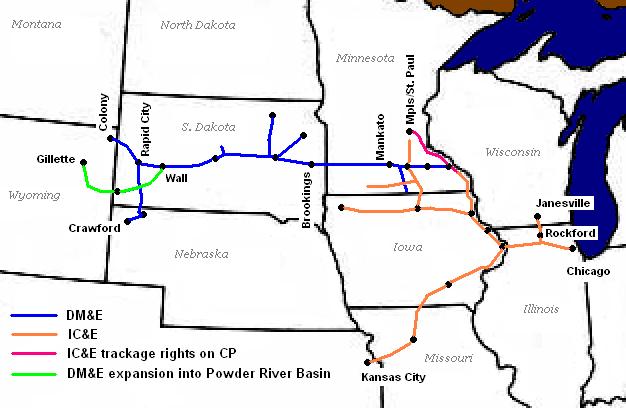 Montana
North Dakota
Minnesota
Mpls/St. Paul
Colony
Rapid City
S. Dakota
Mankato
Wisconsin
Gillette
Wall
Brookings
Wyoming
Janesville
Crawford
Rockford
Nebraska
Iowa
Chicago
Illinois
DM&E
IC&E
IC&E trackage rights on CP
DM&E expansion into Powder River Basin
Missouri
Kansas City